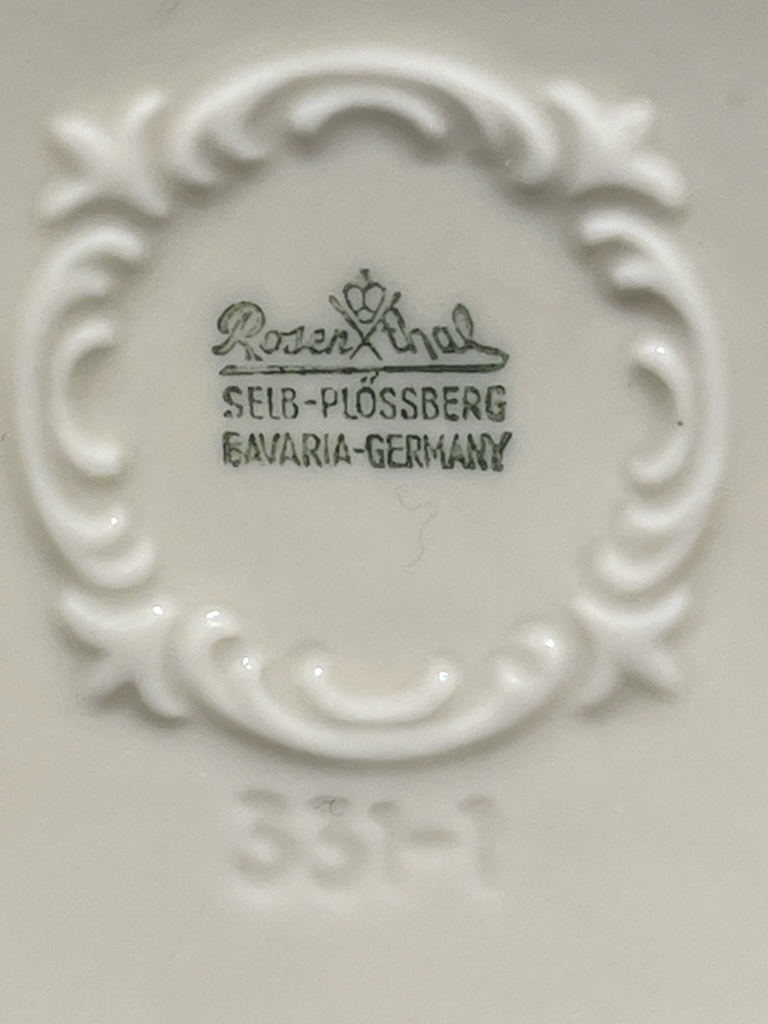 Rosenthal
SELB-PLÖSSBERG
BAVARIA-GERMANY
331-1